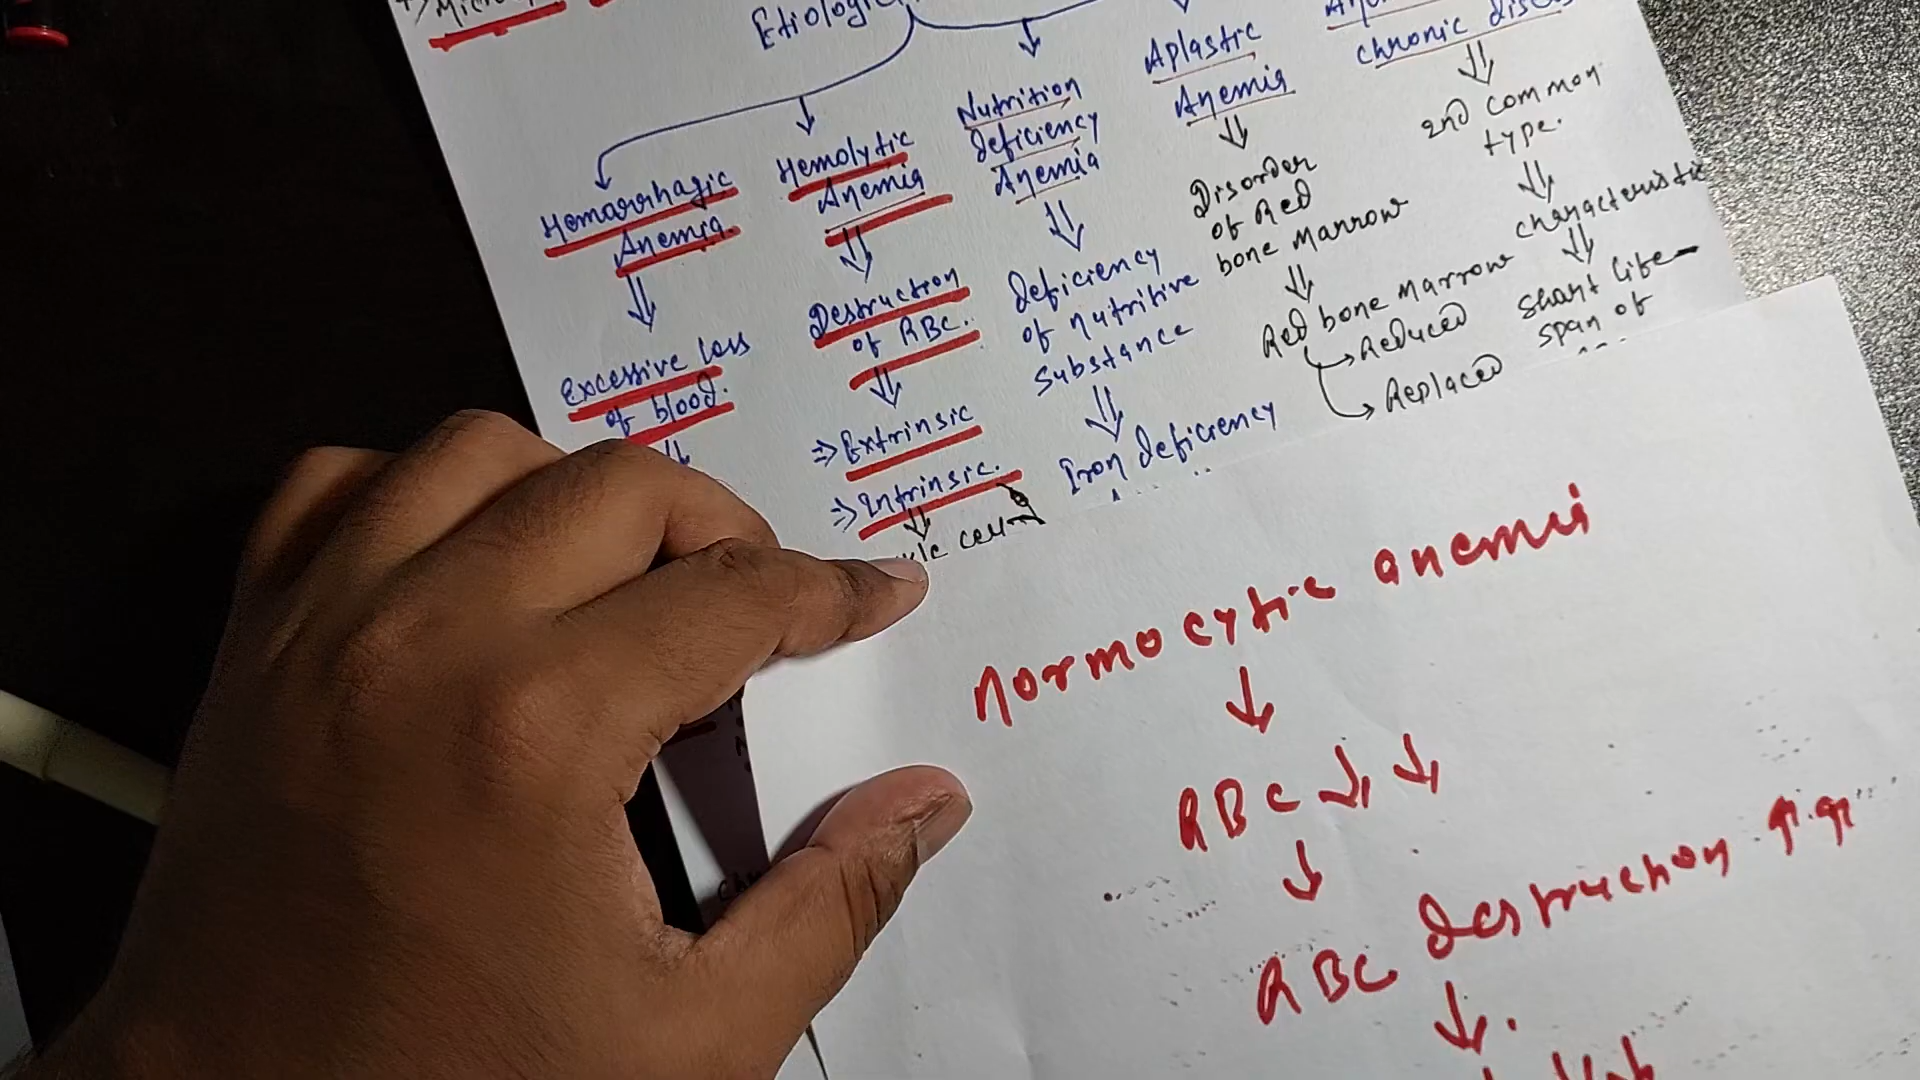 Etiologic
Hemorrhagic
Anemia.
Excessive loss
of blood.
Hemolytic
Anemia
Destruction
of RBC.
⇒ Extrinsic
⇒ Intrinsic.
cell
Nutrition
deficiency
Anemia
deficiency
of nutritive
substance
Iron deficiency
Aplastic
Anemia
Disorder
of Red
bone marrow
Red bone marrow
→ Reduced
→ Replaced
chronic
2nd common
type.
characteristic
Short life
span of
normocytic anemia
RBC ↓↓
RBC destruction ↑↑